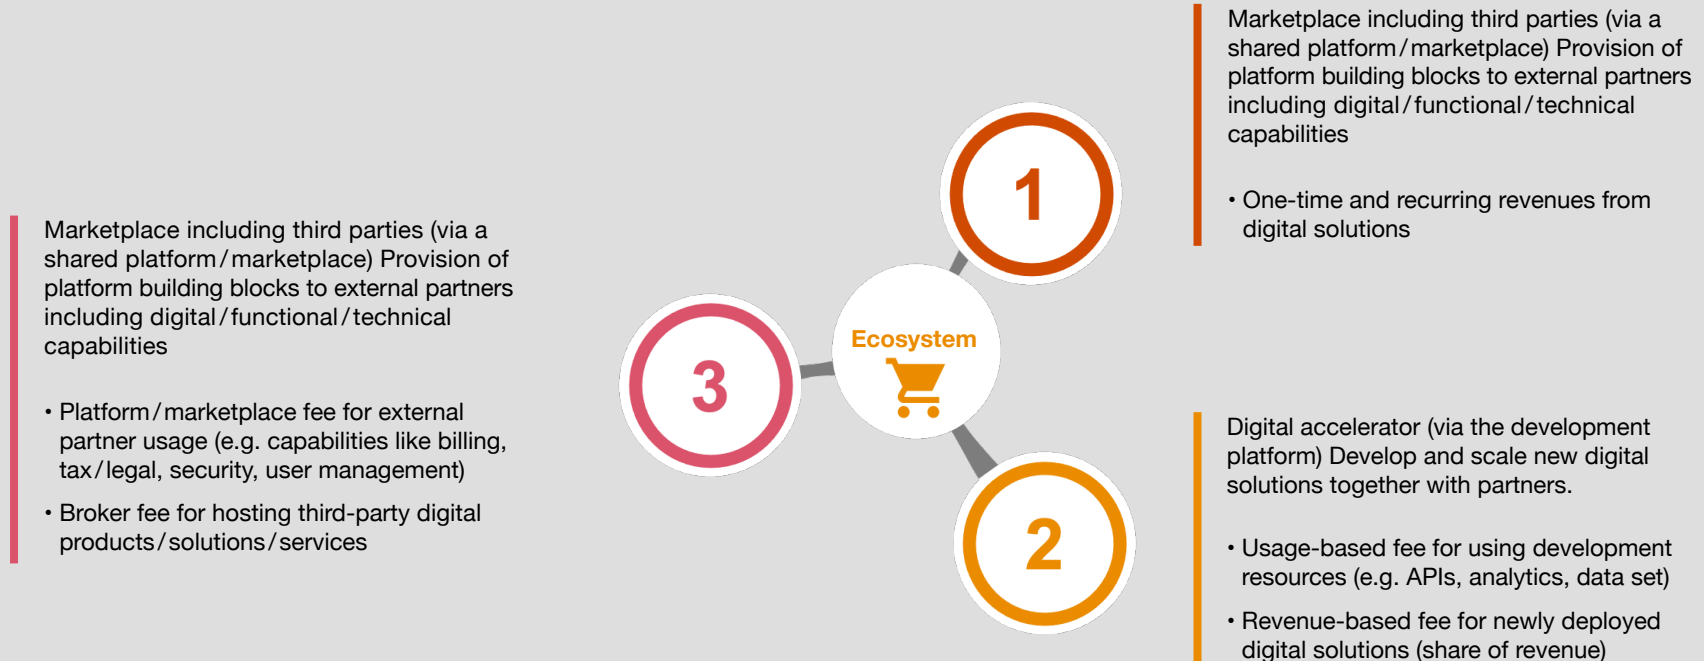 Marketplace including third parties (via a
shared platform/marketplace) Provision of
platform building blocks to external partners
including digital/functional/technical
capabilities
• One-time and recurring revenues from
digital solutions
1
Ecosystem
3
2
Marketplace including third parties (via a
shared platform/marketplace) Provision of
platform building blocks to external partners
including digital/functional/technical
capabilities
• Platform/marketplace fee for external
partner usage (e.g. capabilities like billing,
tax/legal, security, user management)
• Broker fee for hosting third-party digital
products/solutions/services
Digital accelerator (via the development
platform) Develop and scale new digital
solutions together with partners.
• Usage-based fee for using development
resources (e.g. APIs, analytics, data set)
• Revenue-based fee for newly deployed
digital solutions (share of revenue)